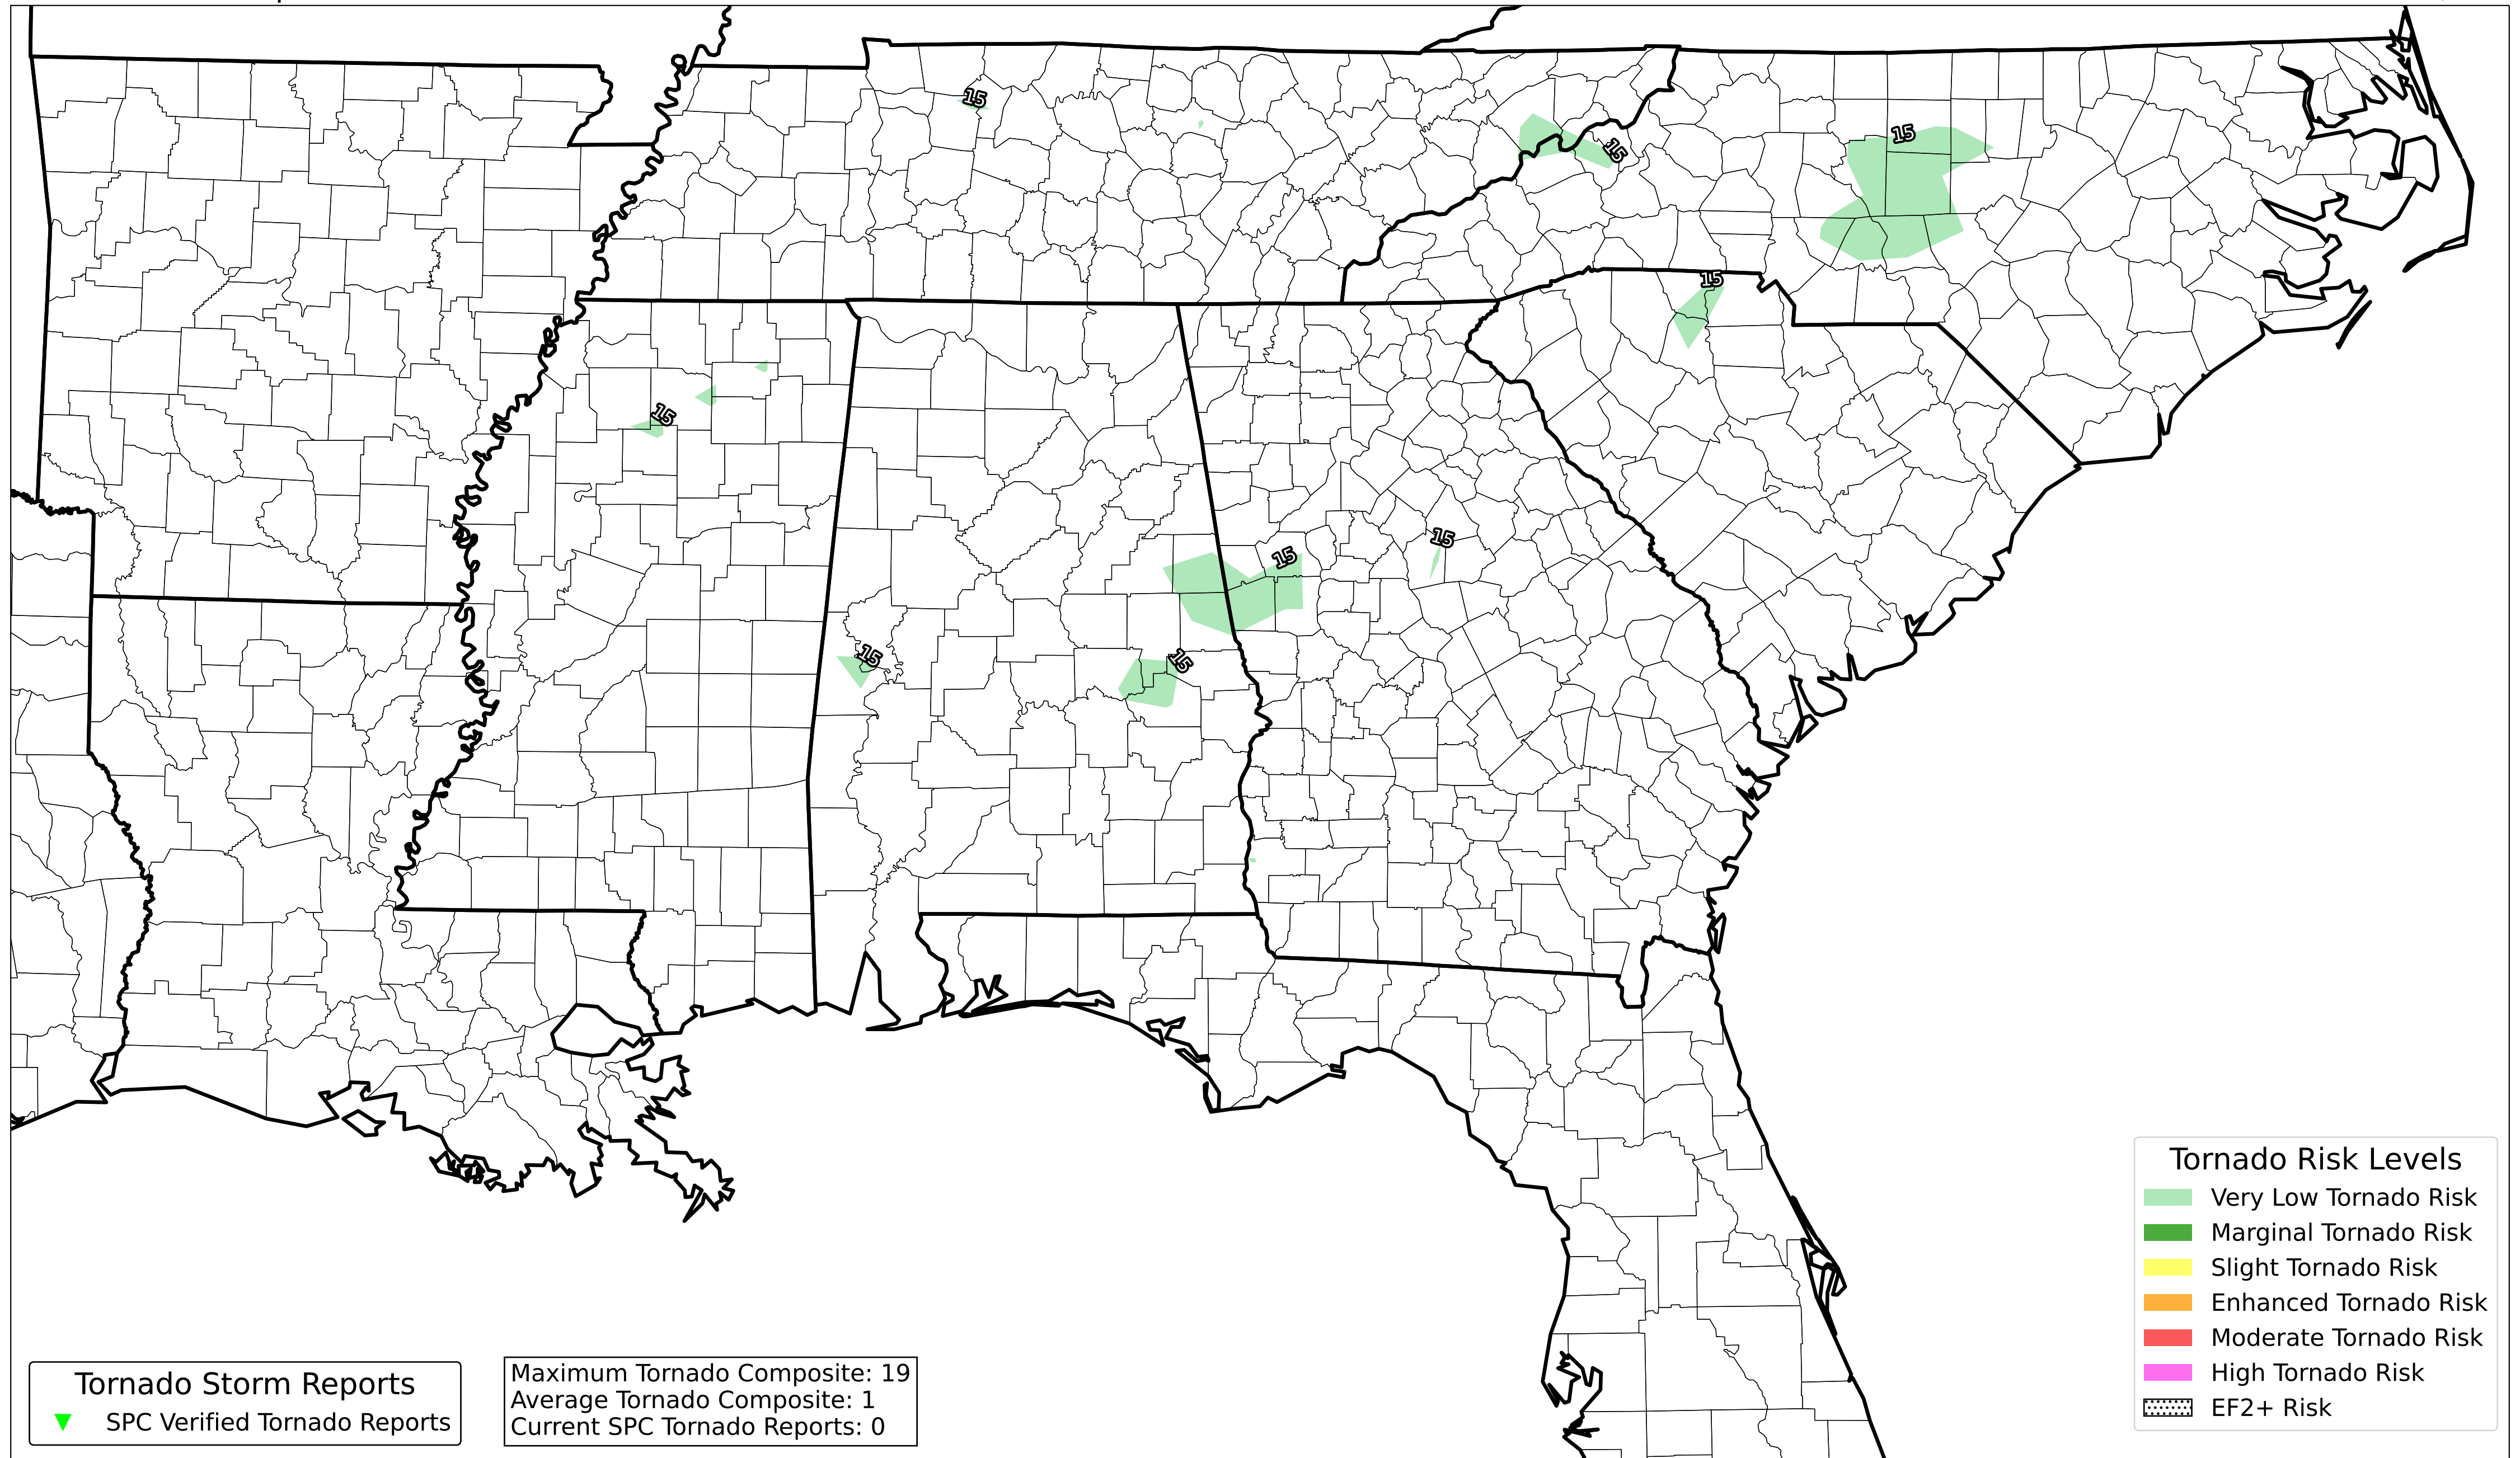 15
15
15
15
15
15
15
15
15
Tornado Risk Levels
Very Low Tornado Risk
Marginal Tornado Risk
Slight Tornado Risk
Enhanced Tornado Risk
Moderate Tornado Risk
High Tornado Risk
EF2+ Risk
Tornado Storm Reports
SPC Verified Tornado Reports
Maximum Tornado Composite: 19
Average Tornado Composite: 1
Current SPC Tornado Reports: 0